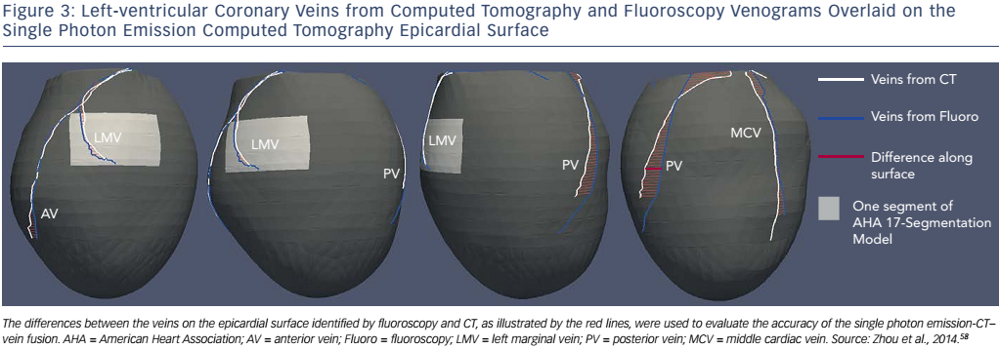 Figure 3: Left-ventricular Coronary Veins from Computed Tomography and Fluoroscopy Venograms Overlaid on the
Single Photon Emission Computed Tomography Epicardial Surface
LMV
AV
LMV
PV
LMV
PV
MCV
PV
Veins from CT
Veins from Fluoro
Difference along
surface
One segment of
AHA 17-Segmentation
Model
The differences between the veins on the epicardial surface identified by fluoroscopy and CT, as illustrated by the red lines, were used to evaluate the accuracy of the single photon emission-CT–
vein fusion. AHA = American Heart Association; AV = anterior vein; Fluoro = fluoroscopy; LMV = left marginal vein; PV = posterior vein; MCV = middle cardiac vein. Source: Zhou et al., 2014.⁵⁸